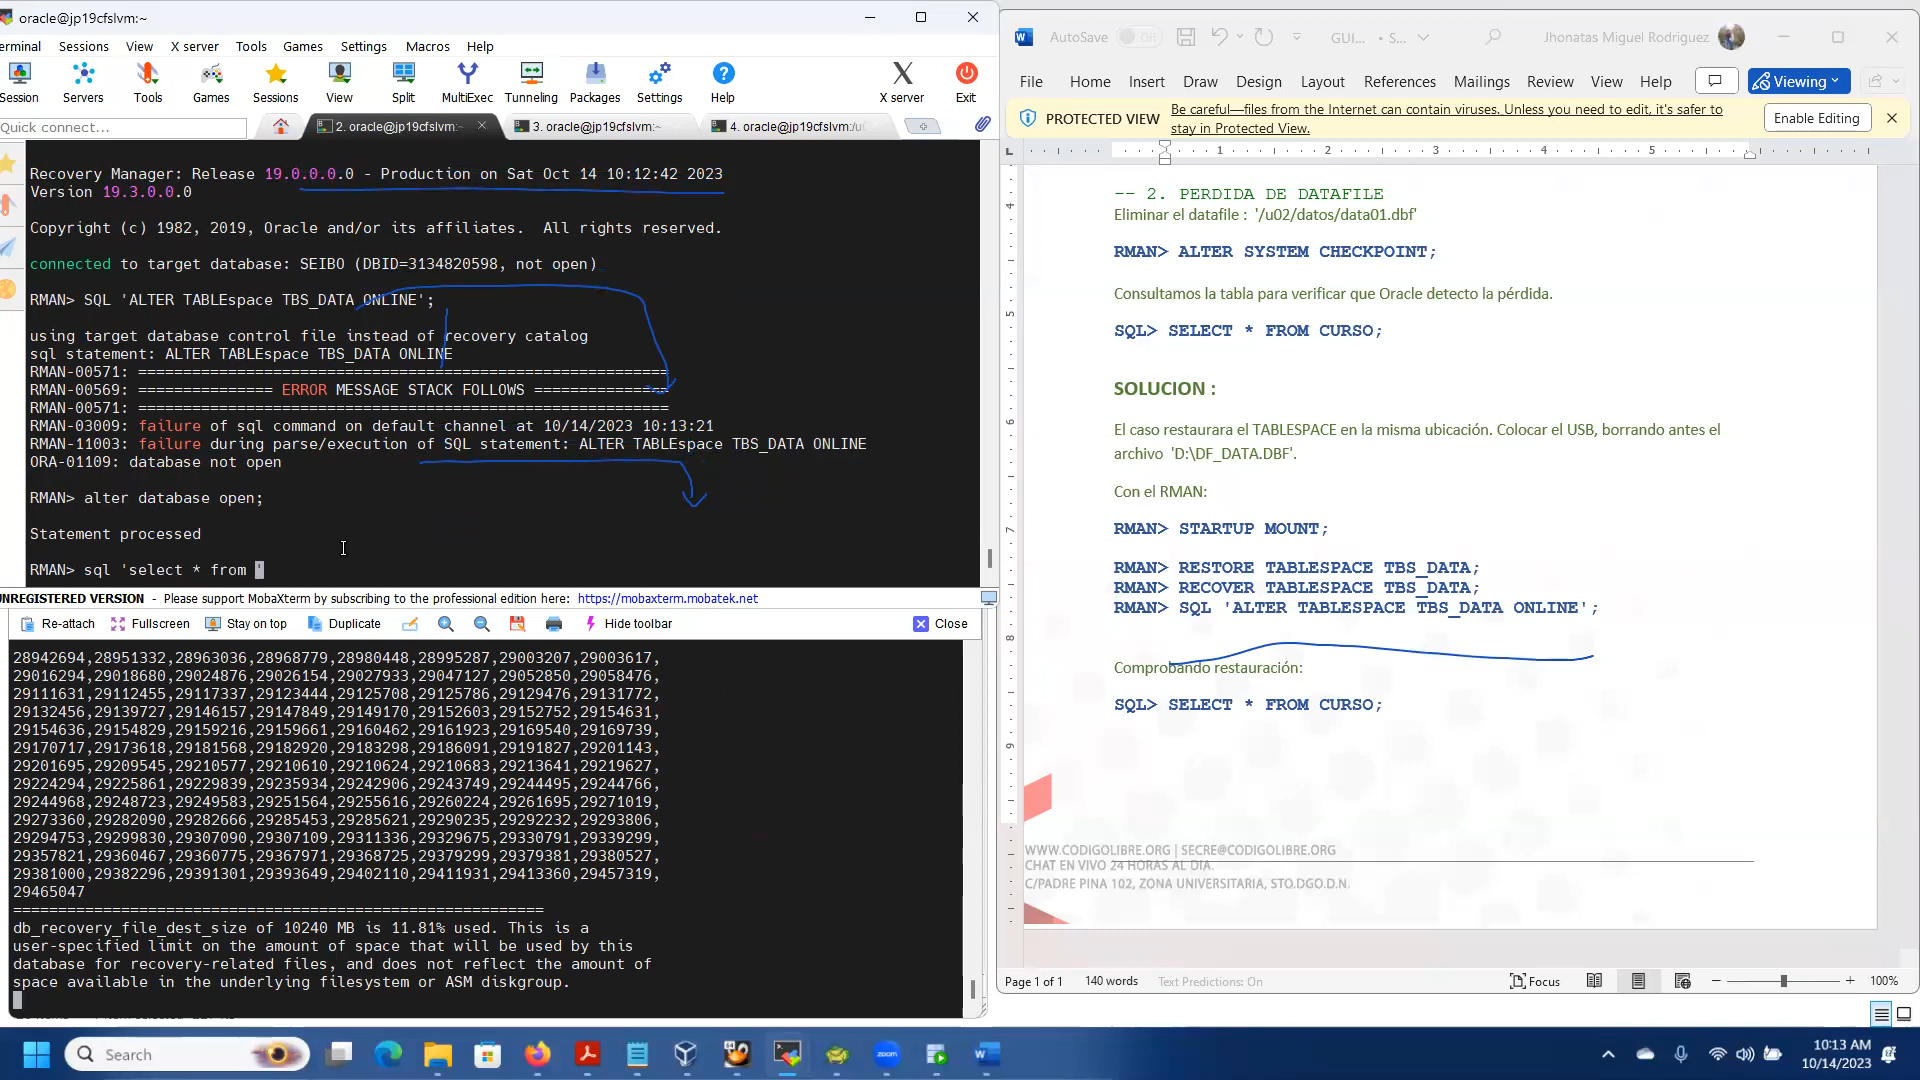 oracle@jp19cfslvm:~
erminal Sessions View X server Tools Games Settings Macros Help
Session Servers Tools Games Sessions View Split MultiExec Tunneling Packages Settings Help X server Exit
Quick connect...
2. oracle@jp19cfslvm:~
3. oracle@jp19cfslvm:~
4. oracle@jp19cfslvm:/u
Recovery Manager: Release 19.0.0.0.0 - Production on Sat Oct 14 10:12:42 2023
Version 19.3.0.0.0
Copyright (c) 1982, 2019, Oracle and/or its affiliates.  All rights reserved.
connected to target database: SEIBO (DBID=3134820598, not open)
RMAN> SQL 'ALTER TABLEspace TBS_DATA ONLINE';
using target database control file instead of recovery catalog
sql statement: ALTER TABLEspace TBS_DATA ONLINE
RMAN-00571: ===========================================================
RMAN-00569: =============== ERROR MESSAGE STACK FOLLOWS ===============
RMAN-00571: ===========================================================
RMAN-03009: failure of sql command on default channel at 10/14/2023 10:13:21
RMAN-11003: failure during parse/execution of SQL statement: ALTER TABLEspace TBS_DATA ONLINE
ORA-01109: database not open
RMAN> alter database open;
Statement processed
RMAN> sql 'select * from '
UNREGISTERED VERSION - Please support MobaXterm by subscribing to the professional edition here: https://mobaxterm.mobatek.net
Re-attach Fullscreen Stay on top Duplicate Hide toolbar Close
28942694,28951332,28963036,28968779,28980448,28995287,29003207,29003617,
29016294,29018680,29024876,29026154,29027933,29047127,29052850,29058476,
29111631,29112455,29117337,29123444,29125708,29125786,29129476,29131772,
29132456,29139727,29146157,29147849,29149170,29152603,29152752,29154631,
29154636,29154829,29159216,29159661,29160462,29161923,29169540,29169739,
29170717,29173618,29181568,29182920,29183298,29186091,29191827,29201143,
29201695,29209545,29210577,29210610,29210624,29210683,29213641,29219627,
29224294,29225861,29229839,29235934,29242906,29243749,29244495,29244766,
29244968,29248723,29249583,29251564,29255616,29260224,29261695,29271019,
29273360,29282090,29282666,29285453,29285621,29290235,29292232,29293806,
29294753,29299830,29307090,29307109,29311336,29329675,29330791,29339299,
29357821,29360467,29360775,29367971,29368725,29379299,29379381,29380527,
29381000,29382296,29391301,29393649,29402110,29411931,29413360,29457319,
29465047
===========================================================
db_recovery_file_dest_size of 10240 MB is 11.81% used. This is a
user-specified limit on the amount of space that will be used by this
database for recovery-related files, and does not reflect the amount of
space available in the underlying filesystem or ASM diskgroup.
AutoSave Off GUI... • S... Jhonatas Miguel Rodriguez
File Home Insert Draw Design Layout References Mailings Review View Help Viewing
PROTECTED VIEW Be careful—files from the Internet can contain viruses. Unless you need to edit, it's safer to
stay in Protected View.
Enable Editing
1 2 3 4 5
4
5
6
7
8
9
-- 2. PERDIDA DE DATAFILE
Eliminar el datafile : '/u02/datos/data01.dbf'
RMAN> ALTER SYSTEM CHECKPOINT;
Consultamos la tabla para verificar que Oracle detecto la pérdida.
SQL> SELECT * FROM CURSO;
SOLUCION :
El caso restaurara el TABLESPACE en la misma ubicación. Colocar el USB, borrando antes el
archivo 'D:\DF_DATA.DBF'.
Con el RMAN:
RMAN> STARTUP MOUNT;
RMAN> RESTORE TABLESPACE TBS_DATA;
RMAN> RECOVER TABLESPACE TBS_DATA;
RMAN> SQL 'ALTER TABLESPACE TBS_DATA ONLINE';
Comprobando restauración:
SQL> SELECT * FROM CURSO;
WWW.CODIGOLIBRE.ORG | SECRE@CODIGOLIBRE.ORG
CHAT EN VIVO 24 HORAS AL DIA.
C/PADRE PINA 102, ZONA UNIVERSITARIA, STO.DGO.D.N.
Page 1 of 1 140 words Text Predictions: On Focus 100%
Search
zoom
10:13 AM
10/14/2023